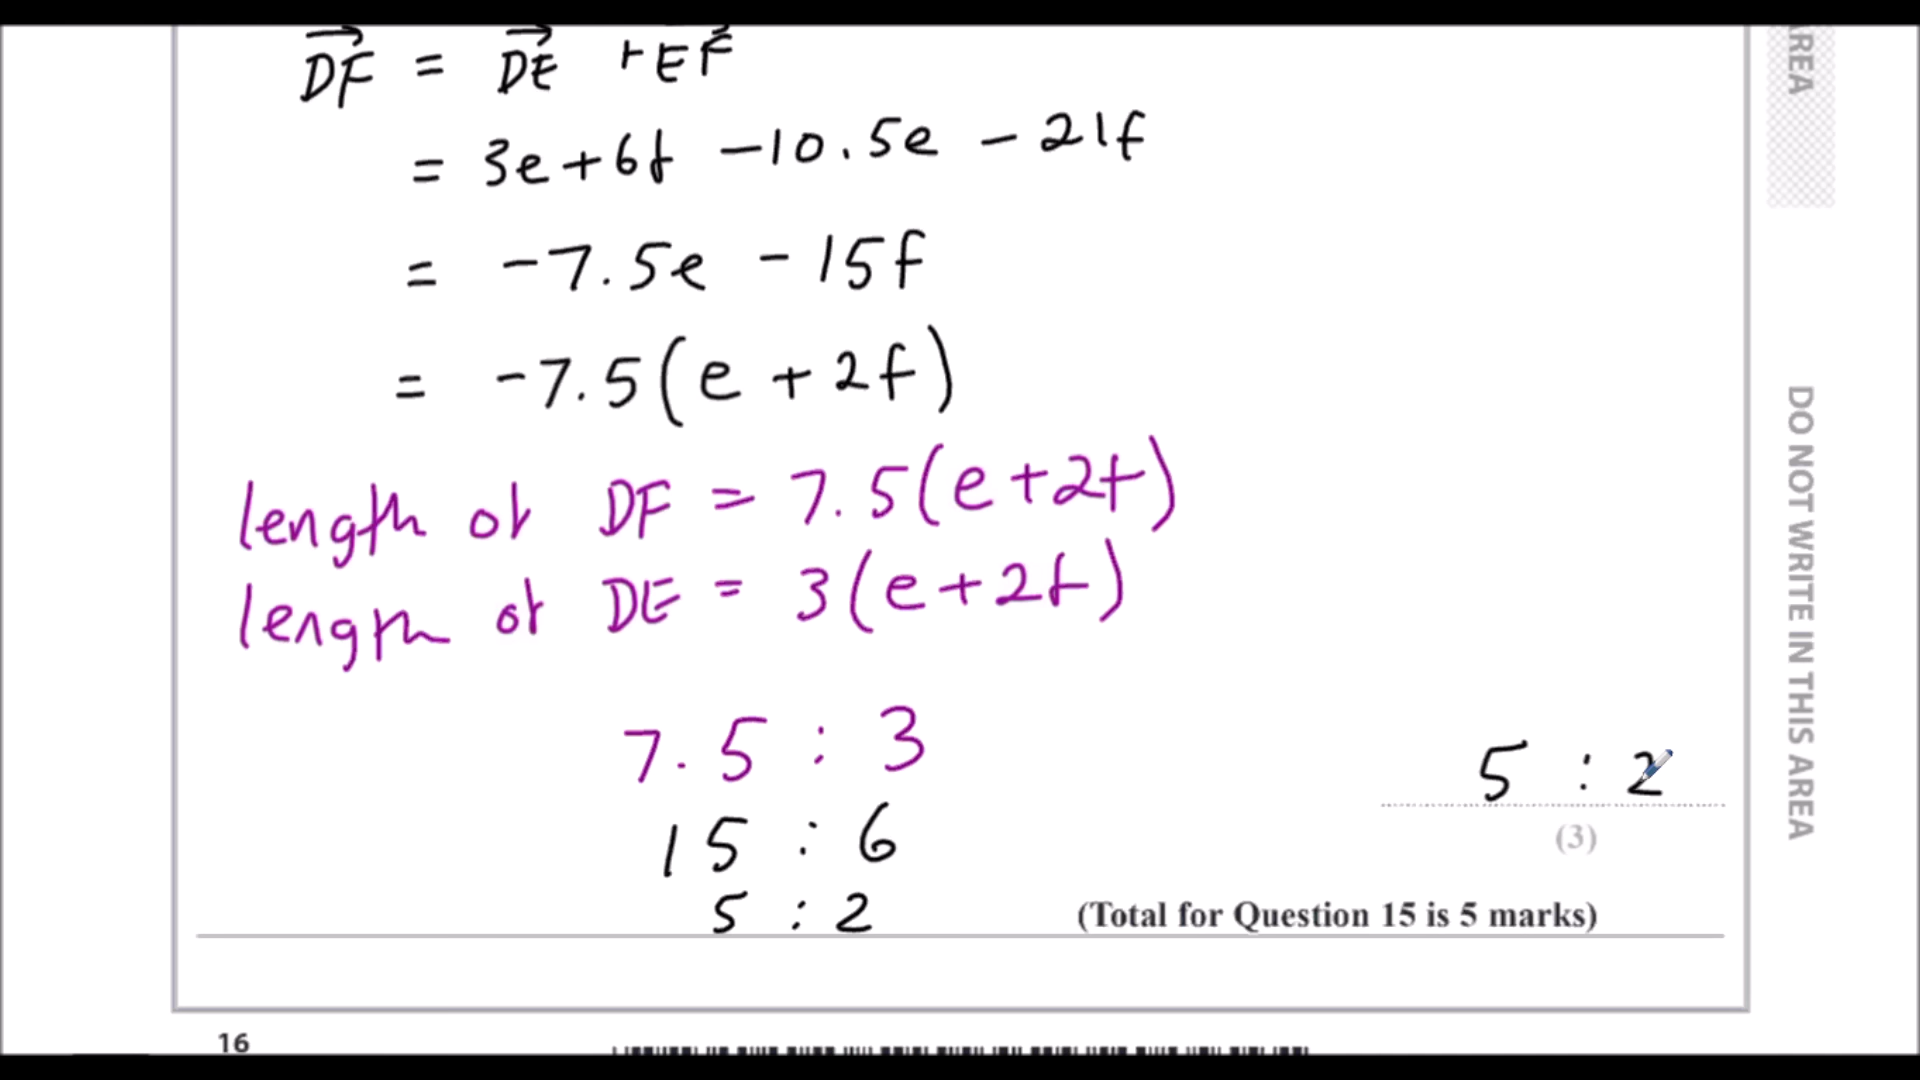 DF = DE + EF
= 3e + 6f - 10.5e - 21f
= -7.5e - 15f
= -7.5(e + 2f)
length of DF = 7.5(e + 2f)
length of DE = 3(e + 2f)
7.5 : 3
15 : 6
5 : 2
5 : 2
(3)
(Total for Question 15 is 5 marks)
16
AREA
DO NOT WRITE IN THIS AREA